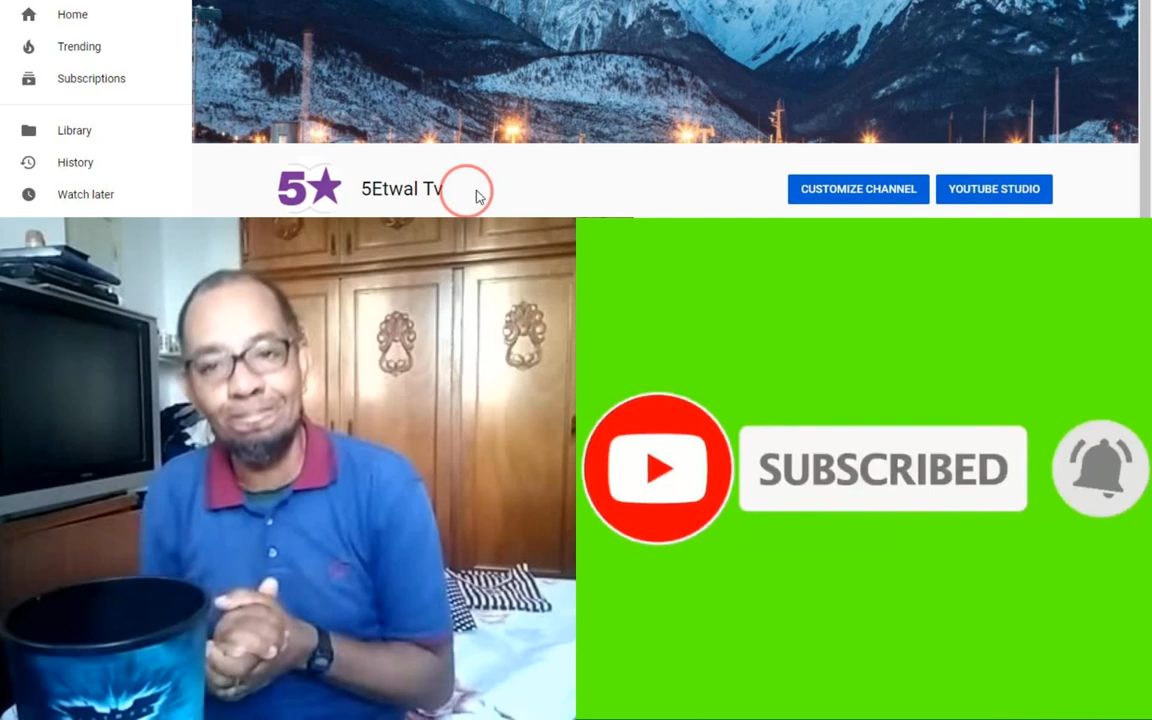 Home
Trending
Subscriptions
Library
History
Watch later
5★
5Etwal Tv
CUSTOMIZE CHANNEL
YOUTUBE STUDIO
SUBSCRIBED